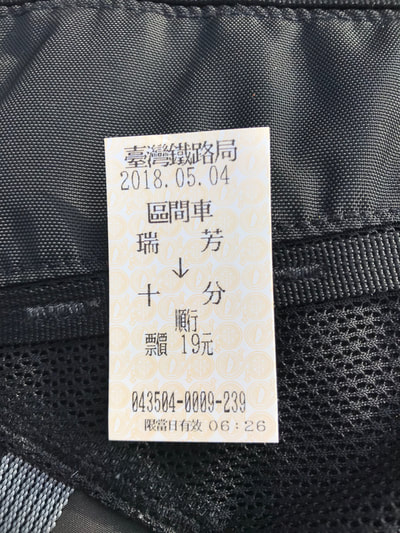 臺灣鐵路局
2018.05.04
區間車
瑞 芳
↓
十 分
順行
票價 19元
043504-0009-239
限當日有效 06:26